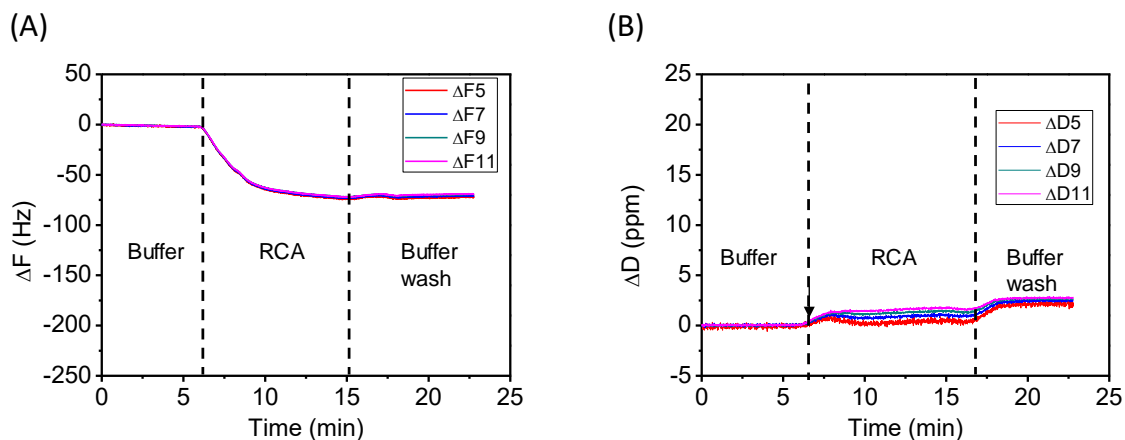 (A)
50
0
-50
-100
-150
-200
-250
ΔF (Hz)
ΔF5
ΔF7
ΔF9
ΔF11
Buffer
RCA
Buffer
wash
0 5 10 15 20 25
Time (min)
(B)
25
20
15
10
5
0
-5
ΔD (ppm)
ΔD5
ΔD7
ΔD9
ΔD11
Buffer
RCA
Buffer
wash
0 5 10 15 20 25
Time (min)